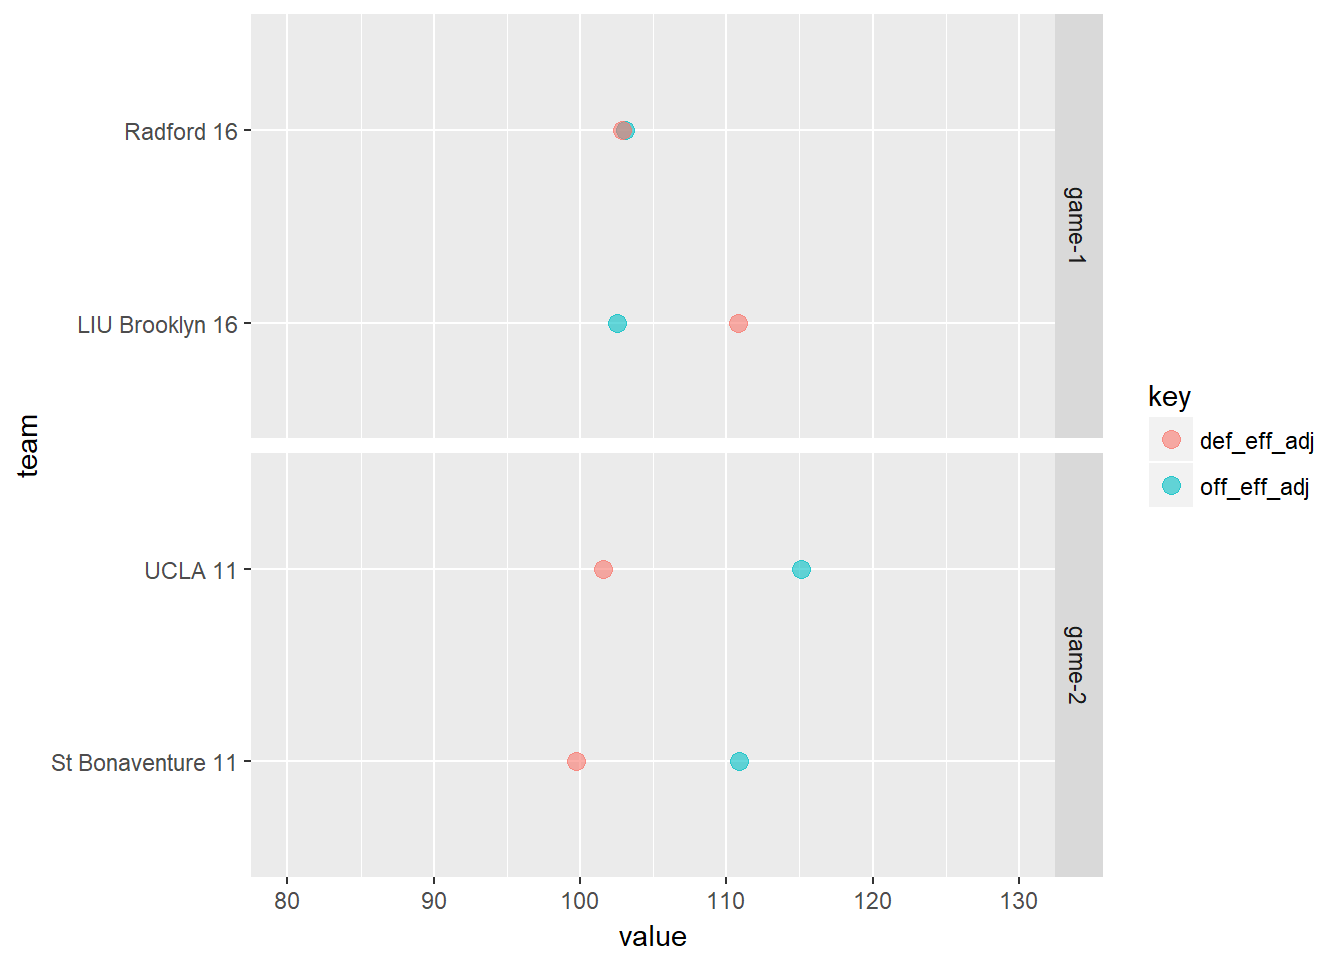 Radford 16
LIU Brooklyn 16
game-1
team
UCLA 11
St Bonaventure 11
game-2
80 90 100 110 120 130
value
key
def_eff_adj
off_eff_adj